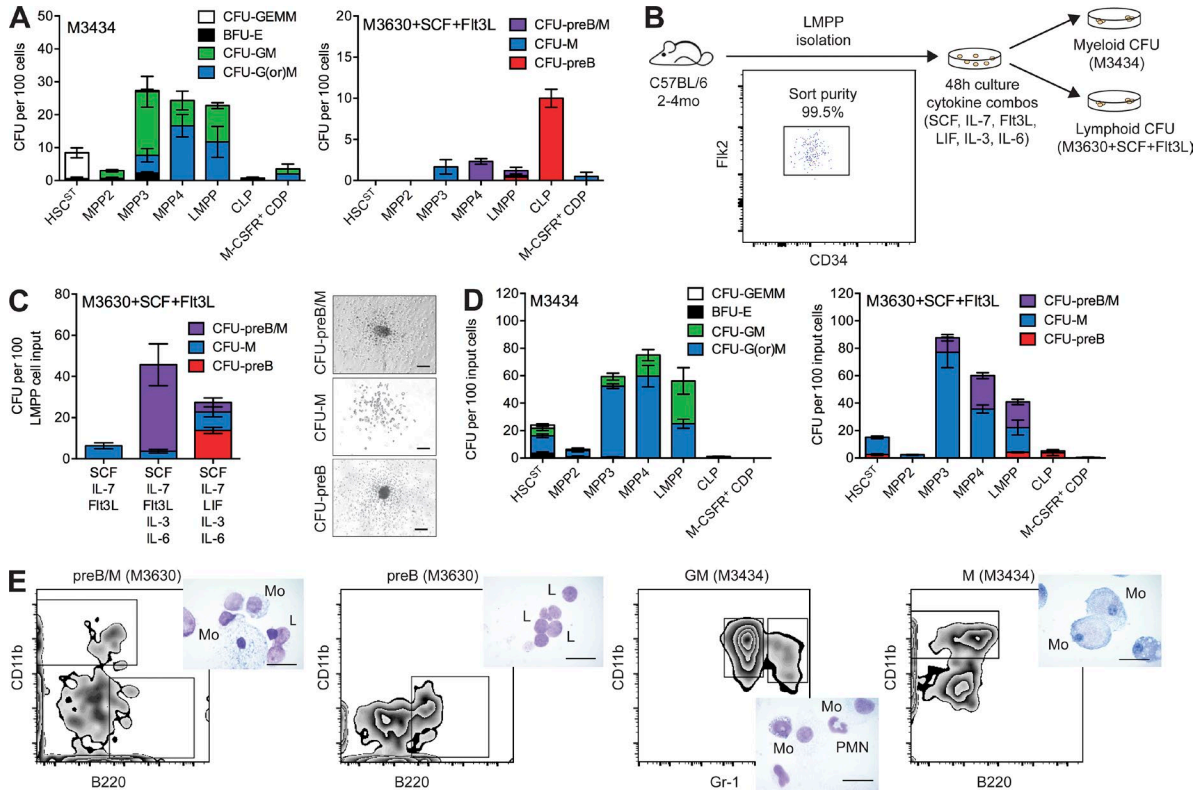 A
M3434
CFU-GEMM
BFU-E
CFU-GM
CFU-G(or)M
CFU per 100 cells
50
40
30
20
10
0
HSCST
MPP2
MPP3
MPP4
LMPP
CLP
M-CSFR+ CDP
M3630+SCF+Flt3L
CFU-preB/M
CFU-M
CFU-preB
CFU per 100 cells
20
15
10
5
0
HSCST
MPP2
MPP3
MPP4
LMPP
CLP
M-CSFR+ CDP
B
C57BL/6
2-4mo
LMPP
isolation
Sort purity
99.5%
Flk2
CD34
48h culture
cytokine combos
(SCF, IL-7, Flt3L,
LIF, IL-3, IL-6)
Myeloid CFU
(M3434)
Lymphoid CFU
(M3630+SCF+Flt3L)
C
M3630+SCF+Flt3L
CFU-preB/M
CFU-M
CFU-preB
CFU per 100
LMPP cell input
80
60
40
20
0
SCF SCF SCF
IL-7 IL-7 IL-7
Flt3L Flt3L LIF
IL-3 IL-3
IL-6 IL-6
CFU-preB/M
CFU-M
CFU-preB
D
M3434
CFU-GEMM
BFU-E
CFU-GM
CFU-G(or)M
CFU per 100 input cells
120
100
80
60
40
20
0
HSCST
MPP2
MPP3
MPP4
LMPP
CLP
M-CSFR+ CDP
M3630+SCF+Flt3L
CFU-preB/M
CFU-M
CFU-preB
CFU per 100 input cells
120
100
80
60
40
20
0
HSCST
MPP2
MPP3
MPP4
LMPP
CLP
M-CSFR+ CDP
E
preB/M (M3630)
Mo
L
Mo
CD11b
B220
preB (M3630)
L
L
L
CD11b
B220
GM (M3434)
CD11b
Gr-1
Mo
Mo
PMN
M (M3434)
Mo
Mo
CD11b
B220